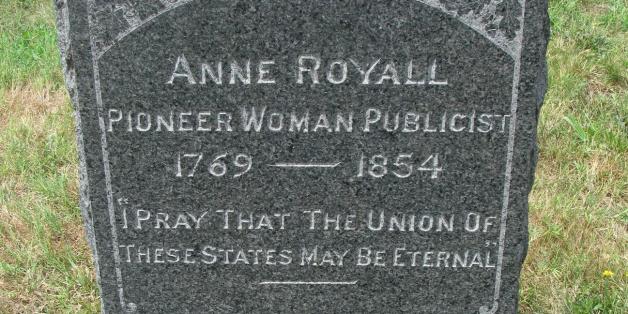 ANNE ROYALL
PIONEER WOMAN PUBLICIST
1769 — 1854
"I PRAY THAT THE UNION OF
THESE STATES MAY BE ETERNAL"